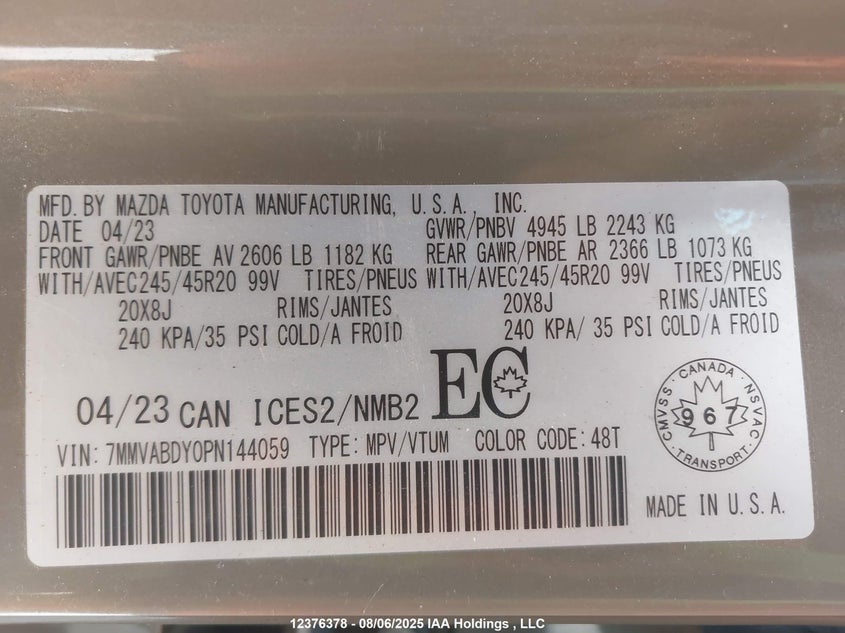 MFD. BY MAZDA TOYOTA MANUFACTURING, U.S.A., INC.
DATE 04/23 GVWR/PNBV 4945 LB 2243 KG
FRONT GAWR/PNBE AV 2606 LB 1182 KG REAR GAWR/PNBE AR 2366 LB 1073 KG
WITH/AVEC245/45R20 99V TIRES/PNEUS WITH/AVEC245/45R20 99V TIRES/PNEUS
20X8J RIMS/JANTES 20X8J RIMS/JANTES
240 KPA/35 PSI COLD/A FROID 240 KPA/ 35 PSI COLD/A FROID
04/23 CAN ICES2/NMB2 EC
CMVSS · CANADA · NSVAC · TRANSPORT ·
967
VIN: 7MMVABDY0PN144059 TYPE: MPV/VTUM COLOR CODE: 48T
MADE IN U.S.A.
12376378 - 08/06/2025 IAA Holdings , LLC